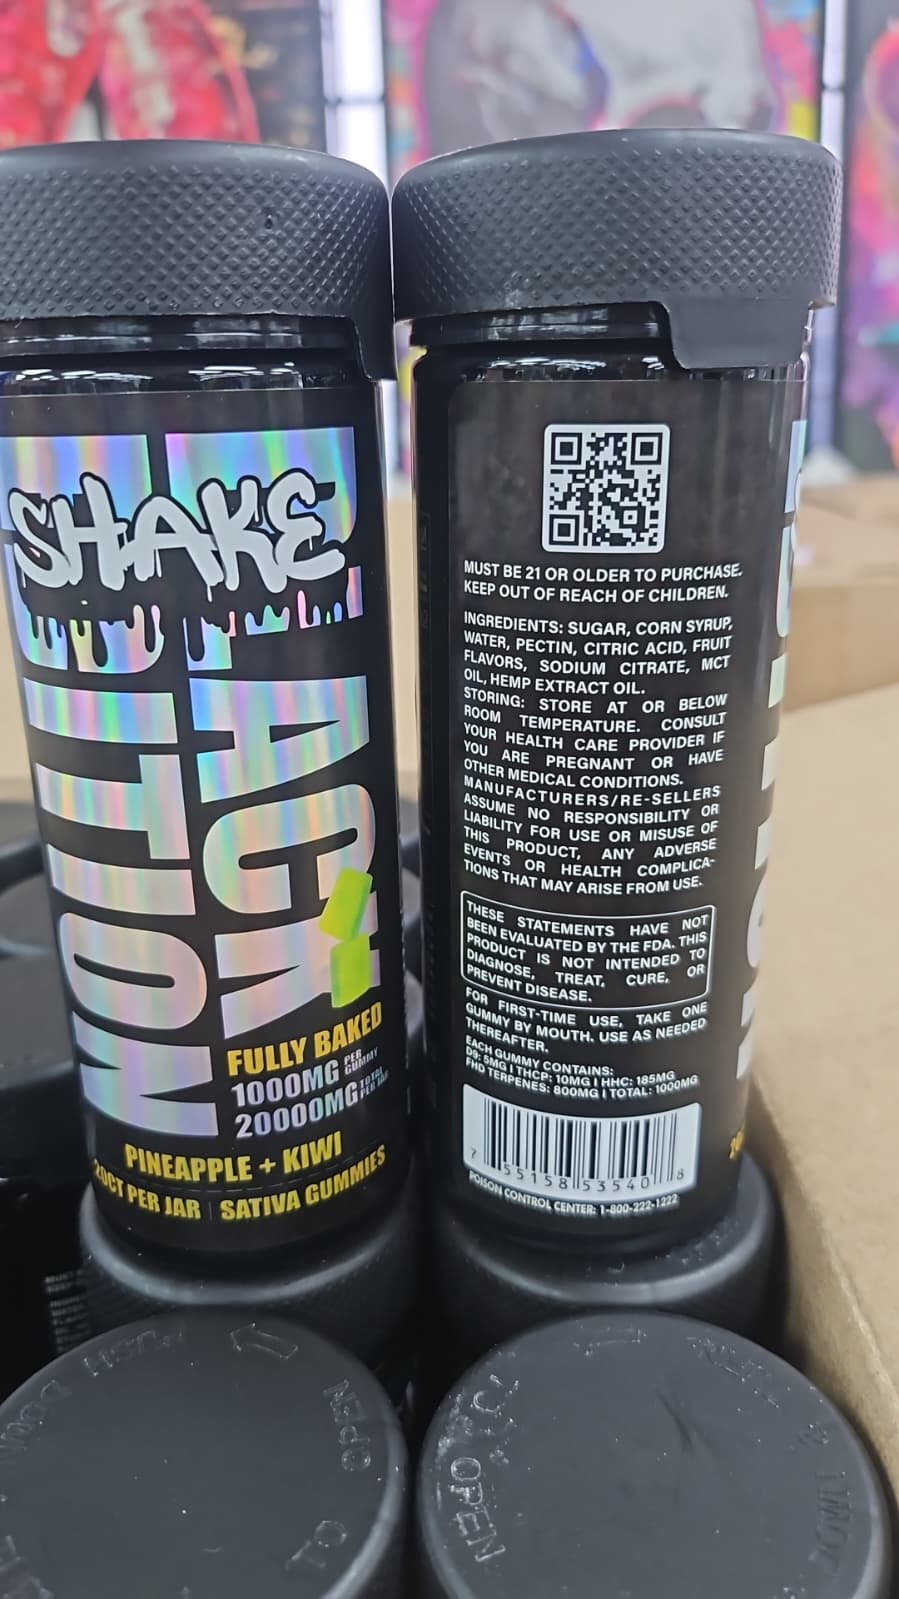 SHAKE
BLACK
EDITION
FULLY BAKED
1000MG PER GUMMY
20000MG TOTAL PER JAR
PINEAPPLE + KIWI
20CT PER JAR | SATIVA GUMMIES
MUST BE 21 OR OLDER TO PURCHASE.
KEEP OUT OF REACH OF CHILDREN.
INGREDIENTS: SUGAR, CORN SYRUP,
WATER, PECTIN, CITRIC ACID, FRUIT
FLAVORS, SODIUM CITRATE, MCT
OIL, HEMP EXTRACT OIL.
STORING: STORE AT OR BELOW
ROOM TEMPERATURE. CONSULT
YOUR HEALTH CARE PROVIDER IF
YOU ARE PREGNANT OR HAVE
OTHER MEDICAL CONDITIONS.
MANUFACTURERS/RE-SELLERS
ASSUME NO RESPONSIBILITY OR
LIABILITY FOR USE OR MISUSE OF
THIS PRODUCT, ANY ADVERSE
EVENTS OR HEALTH COMPLICA-
TIONS THAT MAY ARISE FROM USE.
THESE STATEMENTS HAVE NOT
BEEN EVALUATED BY THE FDA. THIS
PRODUCT IS NOT INTENDED TO
DIAGNOSE, TREAT, CURE, OR
PREVENT DISEASE.
FOR FIRST-TIME USE, TAKE ONE
GUMMY BY MOUTH. USE AS NEEDED
THEREAFTER.
EACH GUMMY CONTAINS:
D9: 5MG | THCP: 10MG | HHC: 185MG
FHD TERPENES: 800MG | TOTAL: 1000MG
7 55158 53540 8
POISON CONTROL CENTER: 1-800-222-1222
PUSH DOWN
TO OPEN
TO OPEN